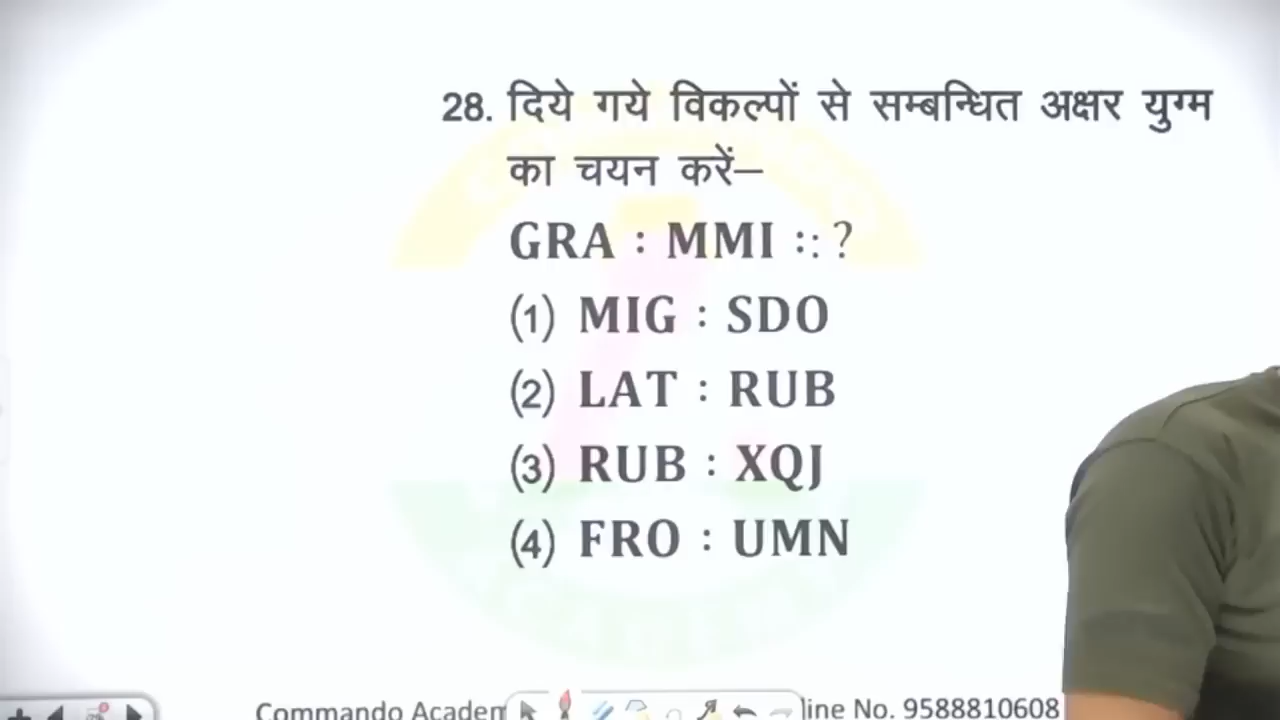 28. दिये गये विकल्पों से सम्बन्धित अक्षर युग्म
का चयन करें–
GRA : MMI :: ?
(1) MIG : SDO
(2) LAT : RUB
(3) RUB : XQJ
(4) FRO : UMN
Commando Academ
line No. 9588810608